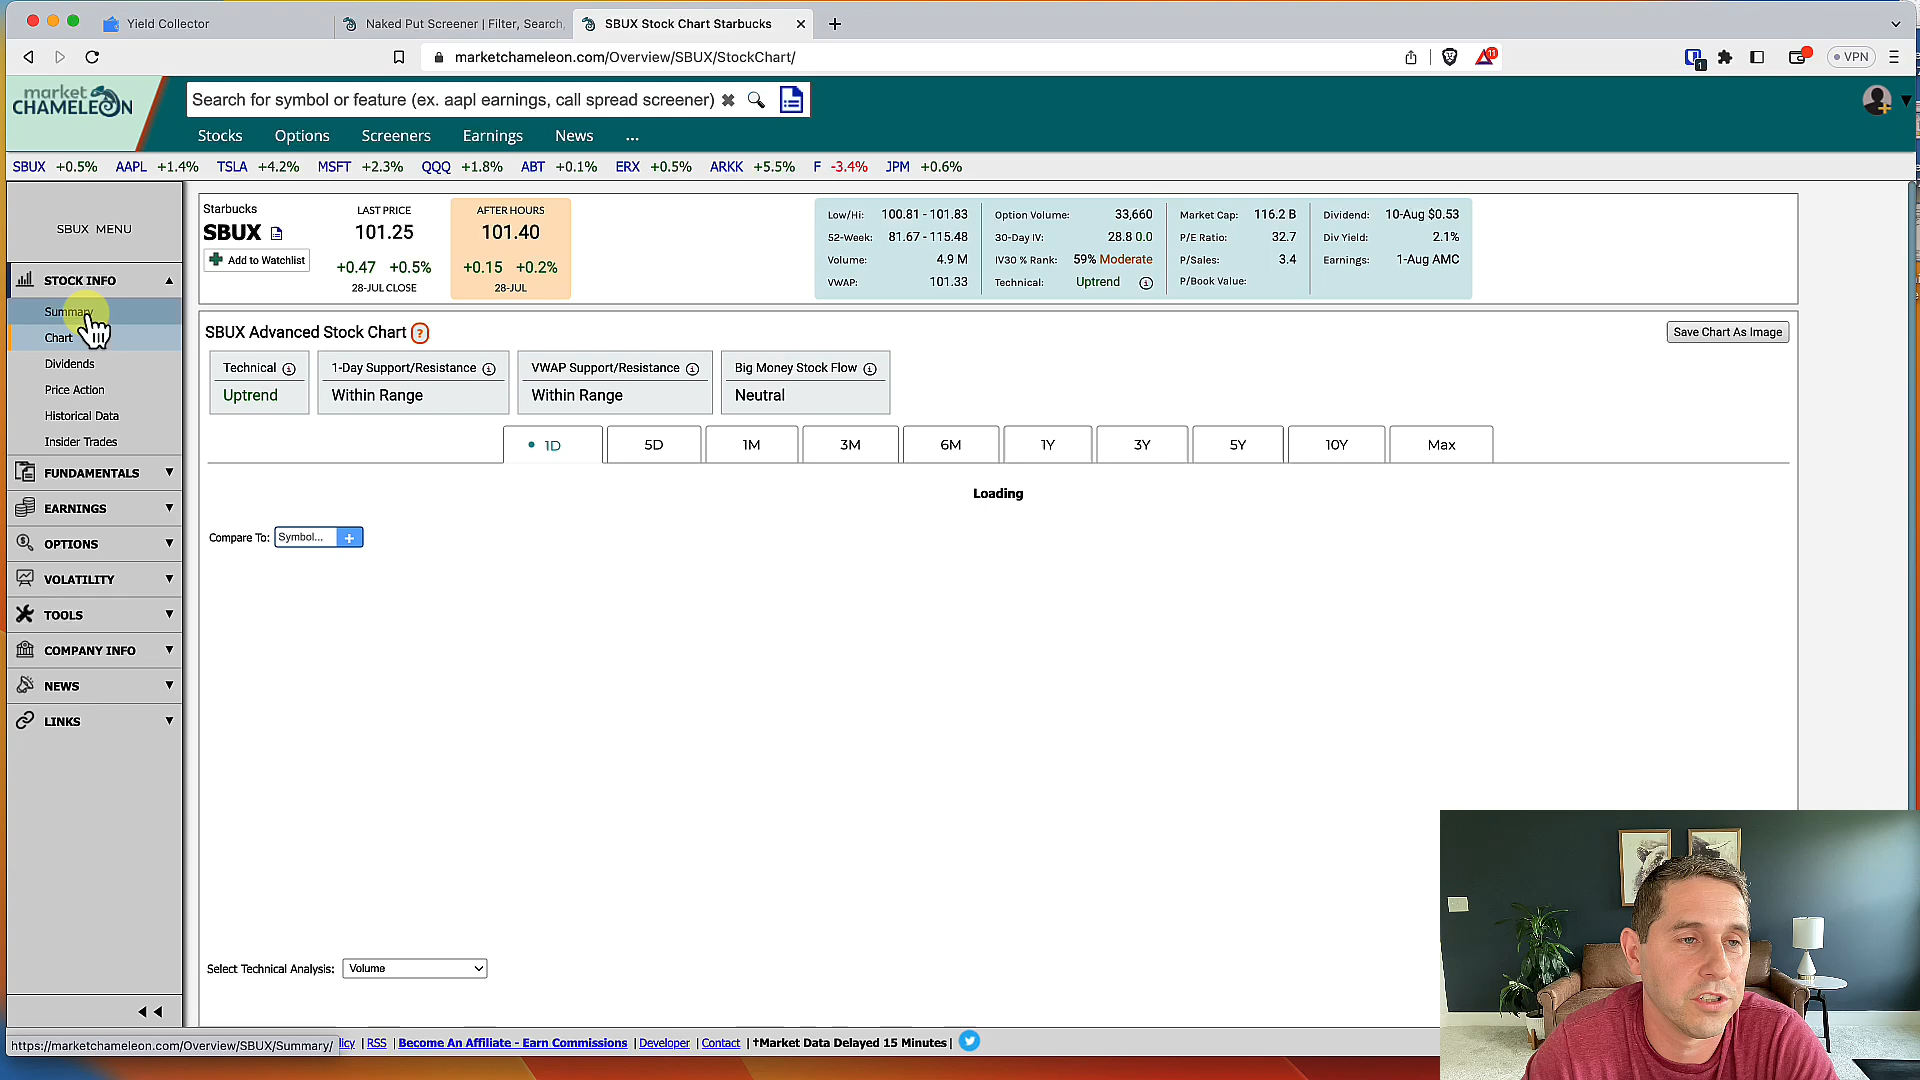 Yield Collector
Naked Put Screener | Filter, Search,
SBUX Stock Chart Starbucks
marketchameleon.com/Overview/SBUX/StockChart/
11
1
VPN
market
CHAMELEON
Search for symbol or feature (ex. aapl earnings, call spread screener)
Stocks Options Screeners Earnings News ...
SBUX +0.5% AAPL +1.4% TSLA +4.2% MSFT +2.3% QQQ +1.8% ABT +0.1% ERX +0.5% ARKK +5.5% F -3.4% JPM +0.6%
SBUX MENU
STOCK INFO
Summary
Chart
Dividends
Price Action
Historical Data
Insider Trades
FUNDAMENTALS
EARNINGS
OPTIONS
VOLATILITY
TOOLS
COMPANY INFO
NEWS
LINKS
Starbucks
SBUX
Add to Watchlist
LAST PRICE
101.25
+0.47 +0.5%
28-JUL CLOSE
AFTER HOURS
101.40
+0.15 +0.2%
28-JUL
Low/Hi: 100.81 - 101.83
52-Week: 81.67 - 115.48
Volume: 4.9 M
VWAP: 101.33
Option Volume: 33,660
30-Day IV: 28.8 0.0
IV30 % Rank: 59% Moderate
Technical: Uptrend
Market Cap: 116.2 B
P/E Ratio: 32.7
P/Sales: 3.4
P/Book Value:
Dividend: 10-Aug $0.53
Div Yield: 2.1%
Earnings: 1-Aug AMC
SBUX Advanced Stock Chart ?
Save Chart As Image
Technical
Uptrend
1-Day Support/Resistance
Within Range
VWAP Support/Resistance
Within Range
Big Money Stock Flow
Neutral
1D 5D 1M 3M 6M 1Y 3Y 5Y 10Y Max
Loading
Compare To: Symbol... +
Select Technical Analysis: Volume
https://marketchameleon.com/Overview/SBUX/Summary/
licy | RSS | Become An Affiliate - Earn Commissions | Developer | Contact | †Market Data Delayed 15 Minutes |